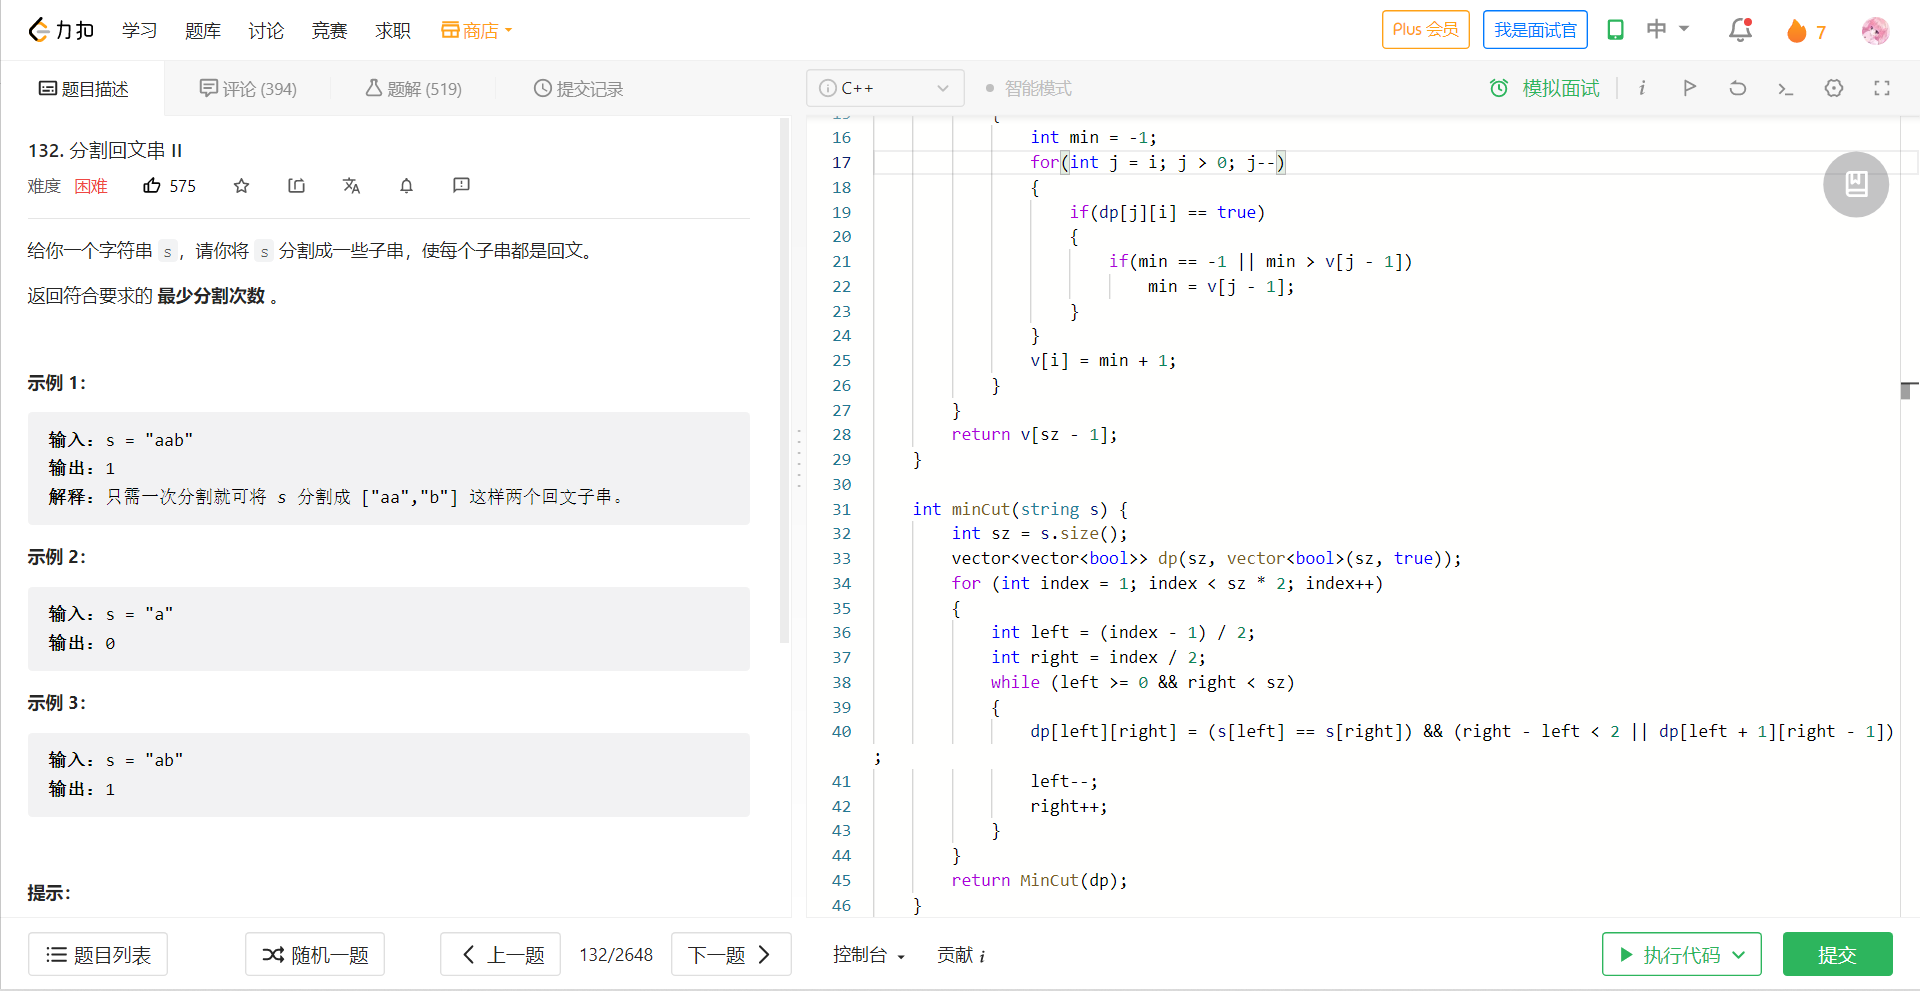 力扣 学习 题库 讨论 竞赛 求职 商店 Plus 会员 我是面试官 中 7
题目描述 评论 (394) 题解 (519) 提交记录 i C++ 智能模式 模拟面试 i
132. 分割回文串 II
难度 困难 575
给你一个字符串 s，请你将 s 分割成一些子串，使每个子串都是回文。
返回符合要求的 最少分割次数 。
示例 1：
输入：s = "aab"
输出：1
解释：只需一次分割就可将 s 分割成 ["aa","b"] 这样两个回文子串。
示例 2：
输入：s = "a"
输出：0
示例 3：
输入：s = "ab"
输出：1
提示：
15 {
16 int min = -1;
17 for(int j = i; j > 0; j--)
18 {
19 if(dp[j][i] == true)
20 {
21 if(min == -1 || min > v[j - 1])
22 min = v[j - 1];
23 }
24 }
25 v[i] = min + 1;
26 }
27 }
28 return v[sz - 1];
29 }
30
31 int minCut(string s) {
32 int sz = s.size();
33 vector<vector<bool>> dp(sz, vector<bool>(sz, true));
34 for (int index = 1; index < sz * 2; index++)
35 {
36 int left = (index - 1) / 2;
37 int right = index / 2;
38 while (left >= 0 && right < sz)
39 {
40 dp[left][right] = (s[left] == s[right]) && (right - left < 2 || dp[left + 1][right - 1])
;
41 left--;
42 right++;
43 }
44 }
45 return MinCut(dp);
46 }
题目列表 随机一题 上一题 132/2648 下一题 控制台 贡献 i 执行代码 提交